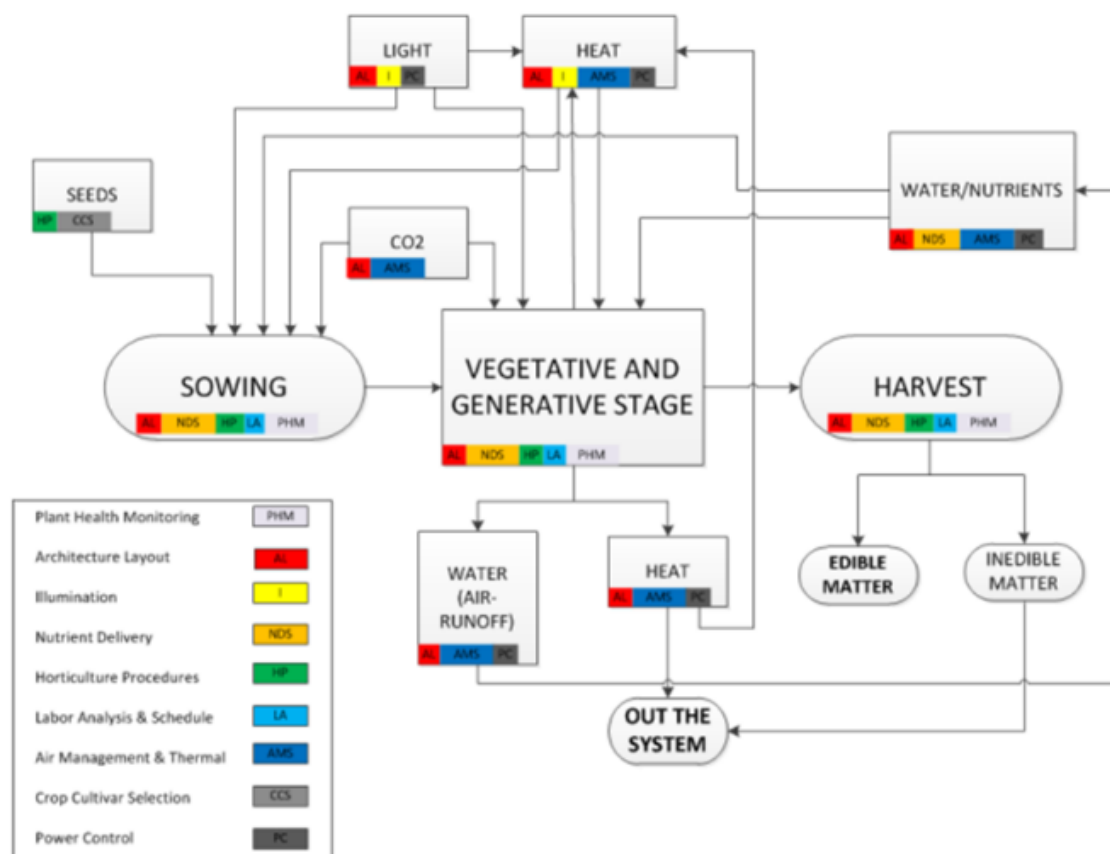 LIGHT
AL I PC
HEAT
AL I AMS PC
SEEDS
HP CCS
CO2
AL AMS
WATER/NUTRIENTS
AL NDS AMS PC
SOWING
AL NDS HP LA PHM
VEGETATIVE AND
GENERATIVE STAGE
AL NDS HP LA PHM
HARVEST
AL NDS HP LA PHM
WATER
(AIR-
RUNOFF)
AL AMS PC
HEAT
AL AMS PC
EDIBLE
MATTER
INEDIBLE
MATTER
OUT THE
SYSTEM
Plant Health Monitoring PHM
Architecture Layout AL
Illumination I
Nutrient Delivery NDS
Horticulture Procedures HP
Labor Analysis & Schedule LA
Air Management & Thermal AMS
Crop Cultivar Selection CCS
Power Control PC